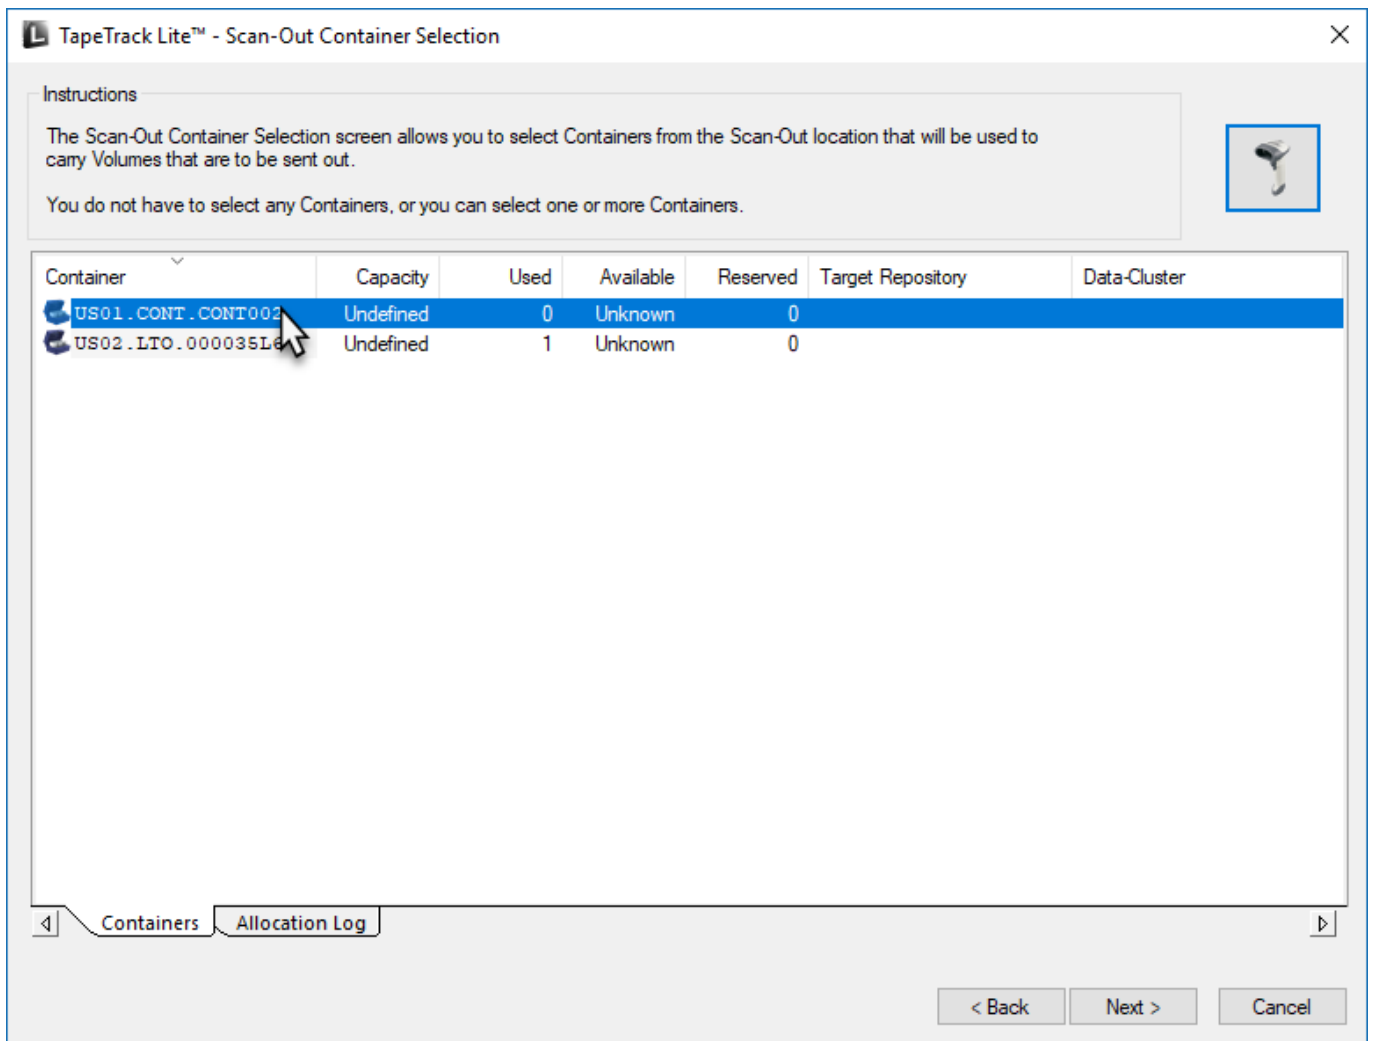 TapeTrack Lite™ - Scan-Out Container Selection
Instructions
The Scan-Out Container Selection screen allows you to select Containers from the Scan-Out location that will be used to
carry Volumes that are to be sent out.
You do not have to select any Containers, or you can select one or more Containers.
Container Capacity Used Available Reserved Target Repository Data-Cluster
US01.CONT.CONT002 Undefined 0 Unknown 0
Undefined 1 Unknown 0
Containers Allocation Log
< Back Next > Cancel